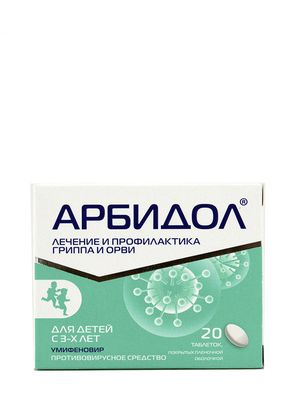 АРБИДОЛ®
ЛЕЧЕНИЕ И ПРОФИЛАКТИКА
ГРИППА И ОРВИ
ДЛЯ ДЕТЕЙ
С 3-Х ЛЕТ
УМИФЕНОВИР
ПРОТИВОВИРУСНОЕ СРЕДСТВО
20
ТАБЛЕТОК,
ПОКРЫТЫХ ПЛЕНОЧНОЙ
ОБОЛОЧКОЙ